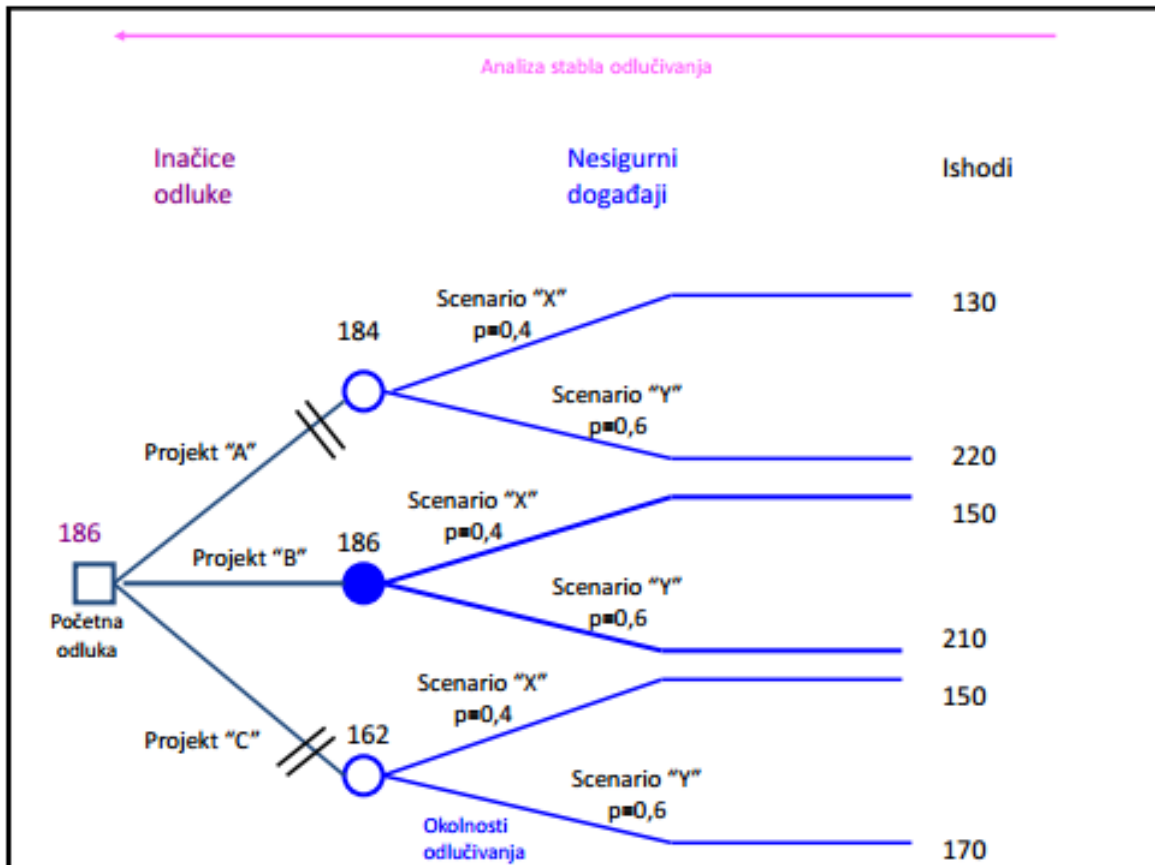 Analiza stabla odlučivanja
Inačice
odluke
Nesigurni
događaji
Ishodi
Scenario “X”
p=0,4
130
184
Scenario “Y”
p=0,6
220
Projekt “A”
Scenario “X”
p=0,4
150
186
Projekt “B”
186
Početna
odluka
Scenario “Y”
p=0,6
210
Scenario “X”
p=0,4
150
Projekt “C”
162
Scenario “Y”
p=0,6
170
Okolnosti
odlučivanja